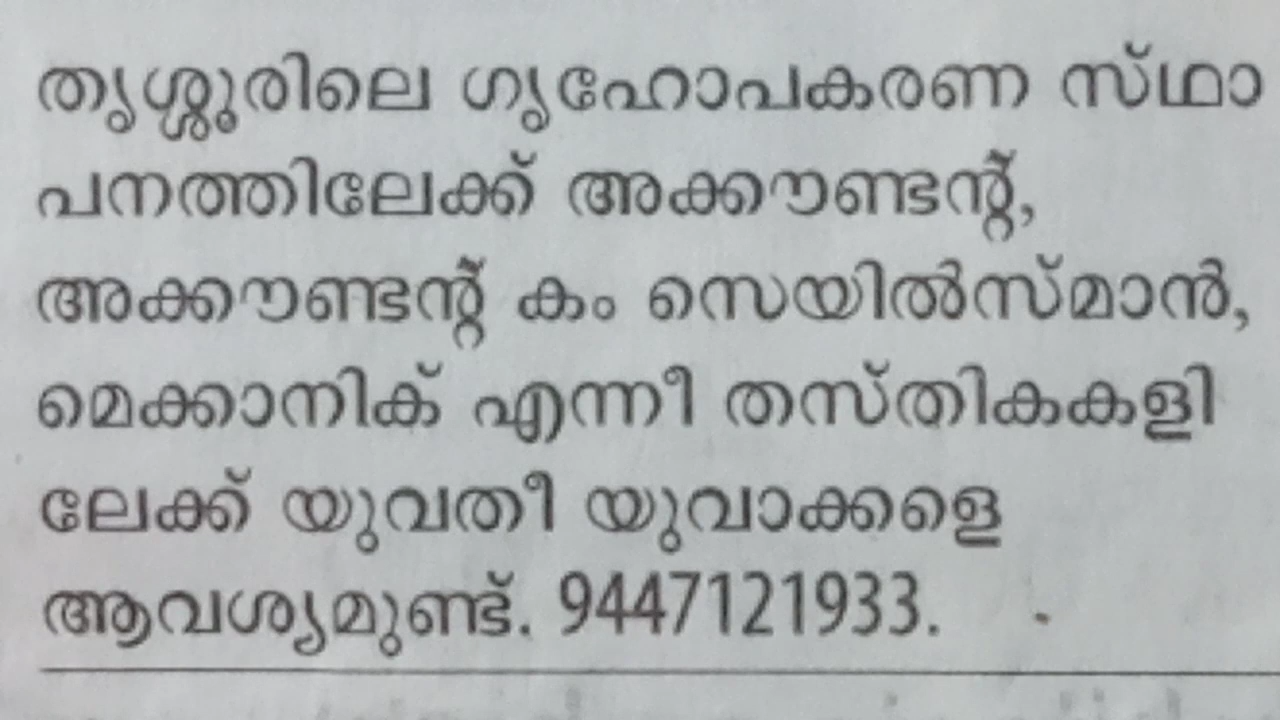 തൃശ്ശൂരിലെ ഗൃഹോപകരണ സ്ഥാ
പനത്തിലേക്ക് അക്കൗണ്ടന്റ്,
അക്കൗണ്ടന്റ് കം സെയിൽസ്മാൻ,
മെക്കാനിക് എന്നീ തസ്തികകളി
ലേക്ക് യുവതീ യുവാക്കളെ
ആവശ്യമുണ്ട്. 9447121933.